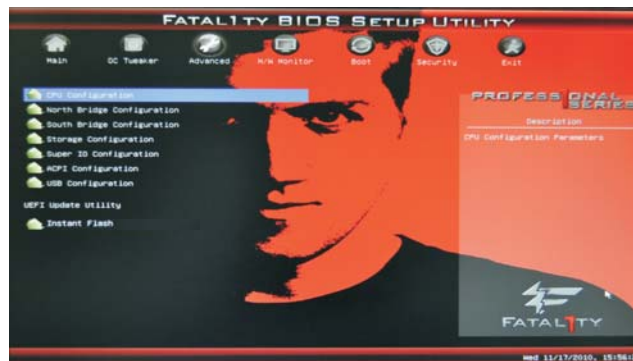 FATAL1TY BIOS SETUP UTILITY
Main OC Tweaker Advanced H/W Monitor Boot Security Exit
CPU Configuration
North Bridge Configuration
South Bridge Configuration
Storage Configuration
Super IO Configuration
ACPI Configuration
USB Configuration
UEFI Update Utility
Instant Flash
PROFESSIONAL
SERIES
Description
CPU Configuration Parameters
FATAL1TY
Wed 11/17/2010, 15:56: